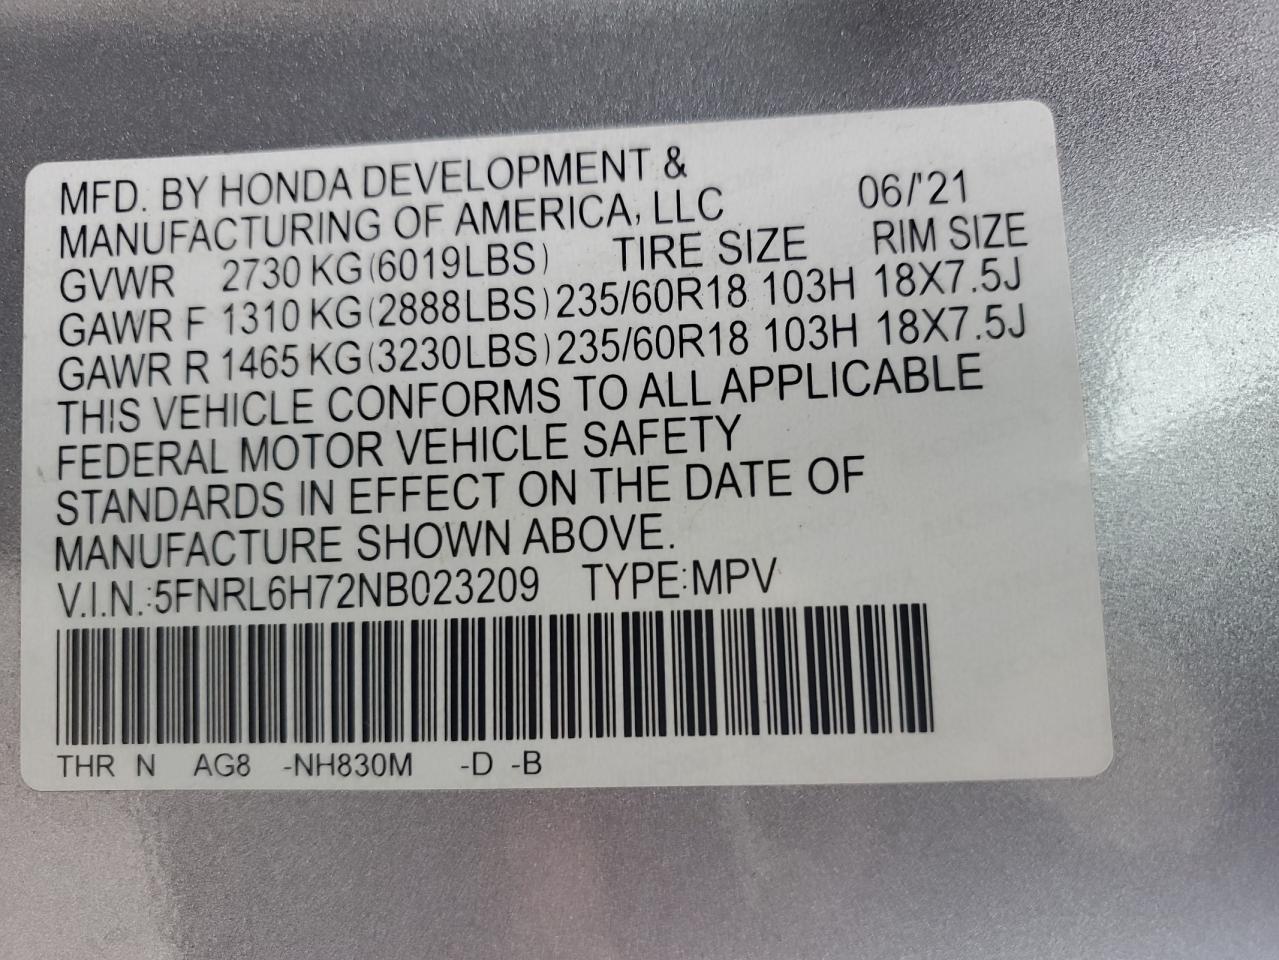 MFD. BY HONDA DEVELOPMENT &
MANUFACTURING OF AMERICA, LLC 06/'21
GVWR 2730 KG(6019LBS) TIRE SIZE RIM SIZE
GAWR F 1310 KG(2888LBS) 235/60R18 103H 18X7.5J
GAWR R 1465 KG(3230LBS) 235/60R18 103H 18X7.5J
THIS VEHICLE CONFORMS TO ALL APPLICABLE
FEDERAL MOTOR VEHICLE SAFETY
STANDARDS IN EFFECT ON THE DATE OF
MANUFACTURE SHOWN ABOVE.
V.I.N.:5FNRL6H72NB023209 TYPE:MPV
THR N AG8 -NH830M -D -B